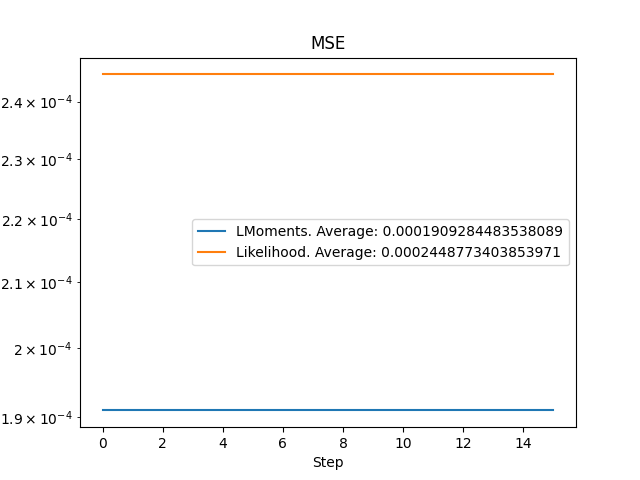 MSE
2.4 × 10⁻⁴
2.3 × 10⁻⁴
2.2 × 10⁻⁴
2.1 × 10⁻⁴
2 × 10⁻⁴
1.9 × 10⁻⁴
LMoments. Average: 0.0001909284483538089
Likelihood. Average: 0.0002448773403853971
0 2 4 6 8 10 12 14
Step